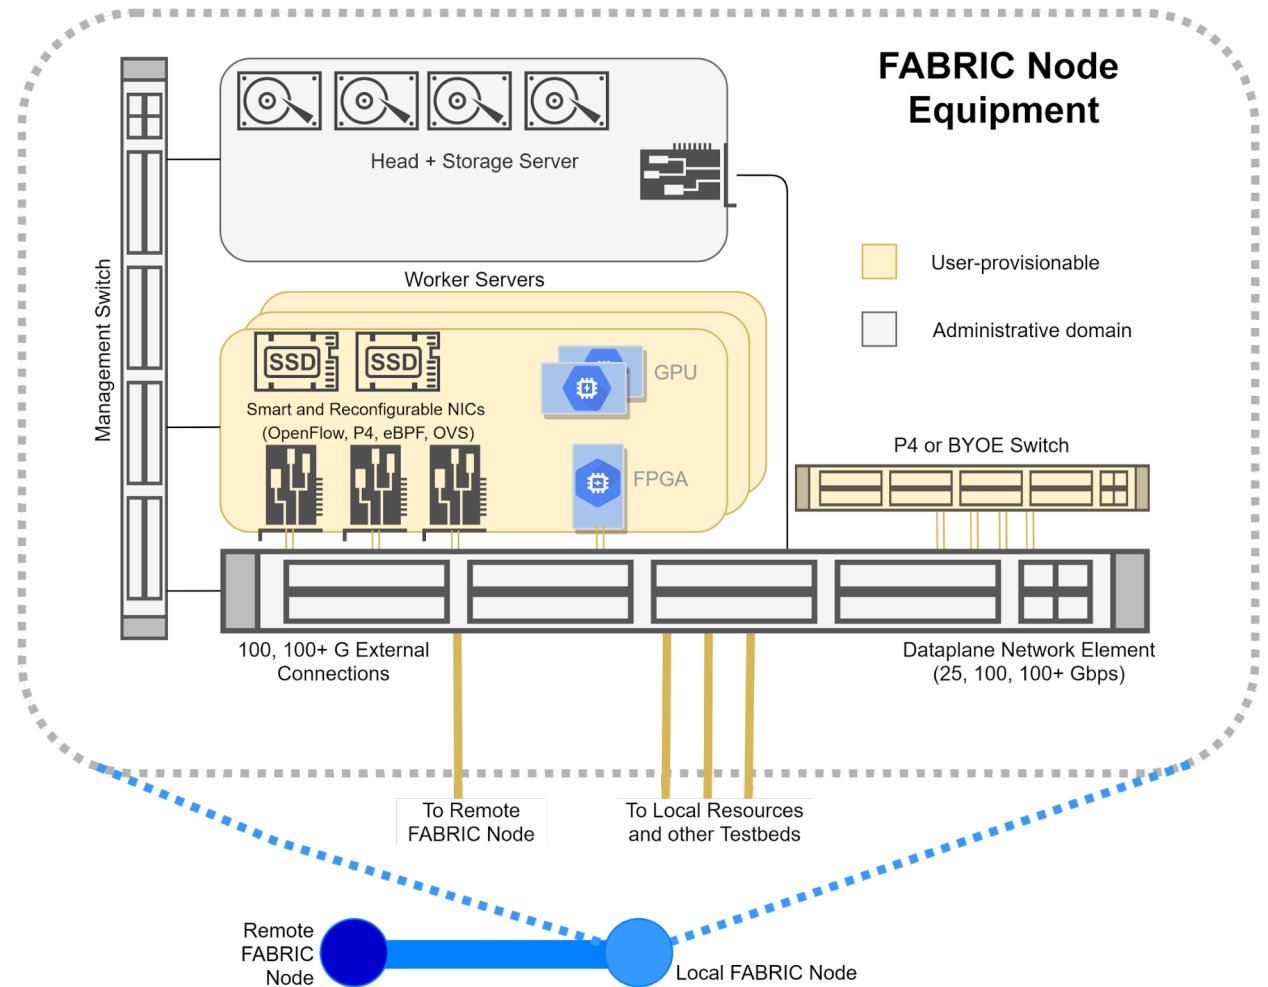 FABRIC Node
Equipment
Head + Storage Server
Management Switch
User-provisionable
Administrative domain
Worker Servers
SSD
SSD
GPU
Smart and Reconfigurable NICs
(OpenFlow, P4, eBPF, OVS)
FPGA
P4 or BYOE Switch
100, 100+ G External
Connections
Dataplane Network Element
(25, 100, 100+ Gbps)
To Remote
FABRIC Node
To Local Resources
and other Testbeds
Remote
FABRIC
Node
Local FABRIC Node